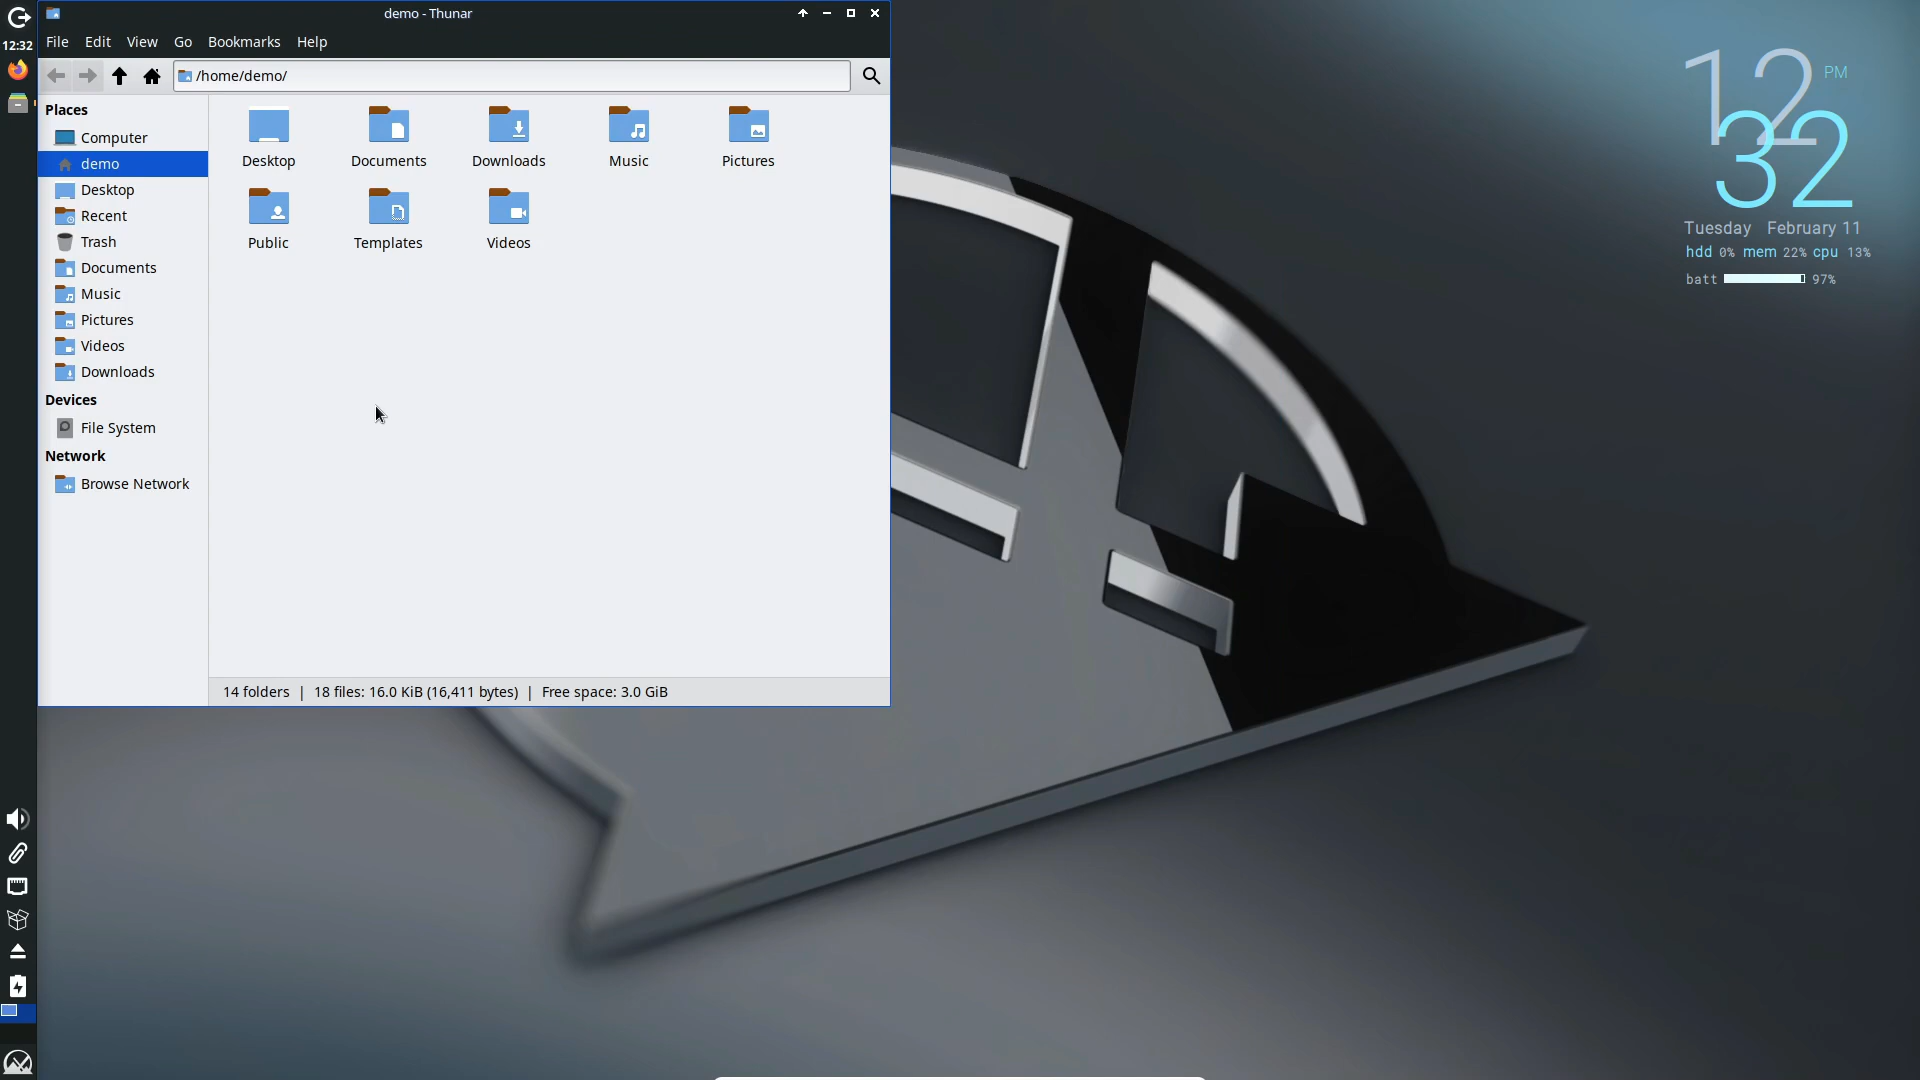 12:32
demo - Thunar
File Edit View Go Bookmarks Help
/home/demo/
Places
Computer
demo
Desktop
Recent
Trash
Documents
Music
Pictures
Videos
Downloads
Devices
File System
Network
Browse Network
Desktop Documents Downloads Music Pictures
Public Templates Videos
14 folders | 18 files: 16.0 KiB (16,411 bytes) | Free space: 3.0 GiB
12 PM
32
Tuesday February 11
hdd 0% mem 22% cpu 13%
batt 97%